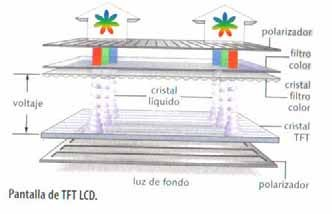 polarizador
filtro
color
cristal
filtro
color
voltaje
cristal
líquido
cristal
TFT
luz de fondo
polarizador
Pantalla de TFT LCD.